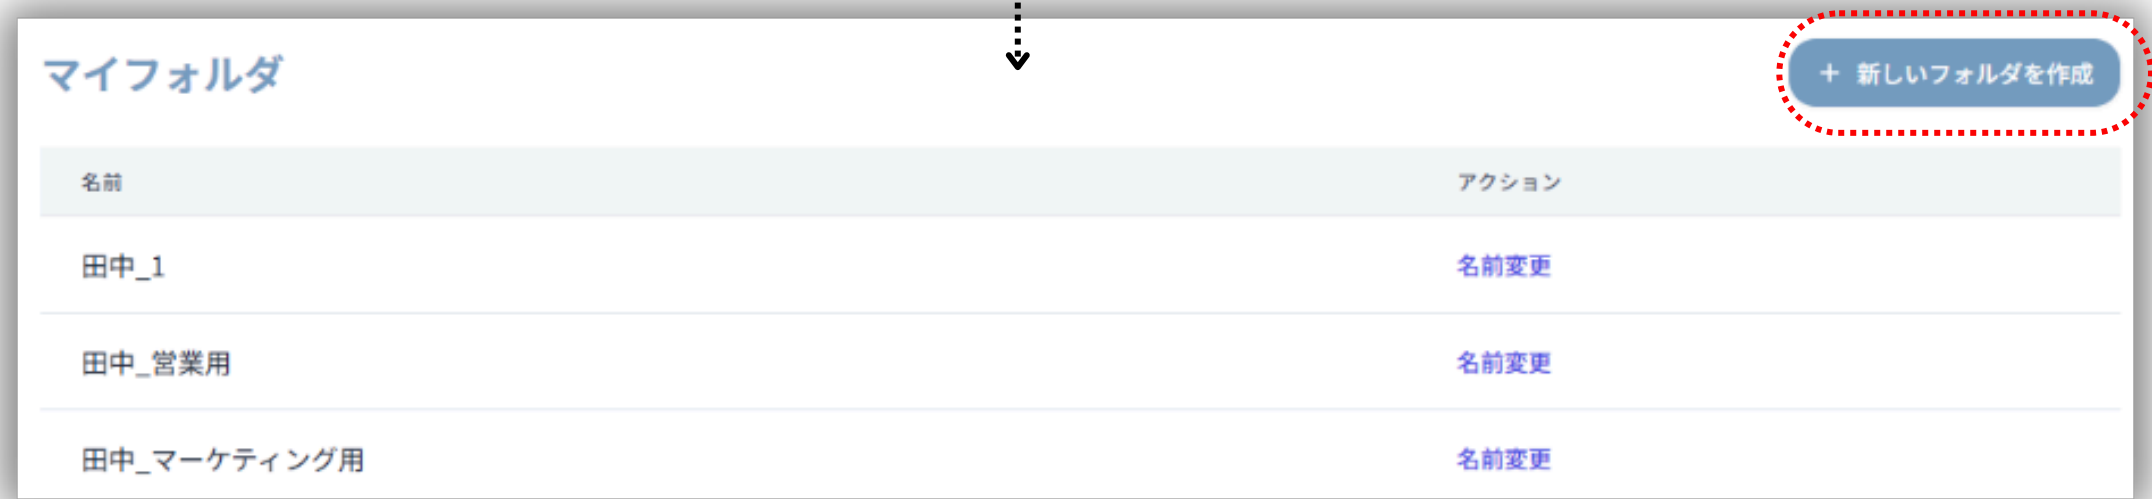 マイフォルダ
+ 新しいフォルダを作成
名前 アクション
田中_1 名前変更
田中_営業用 名前変更
田中_マーケティング用 名前変更